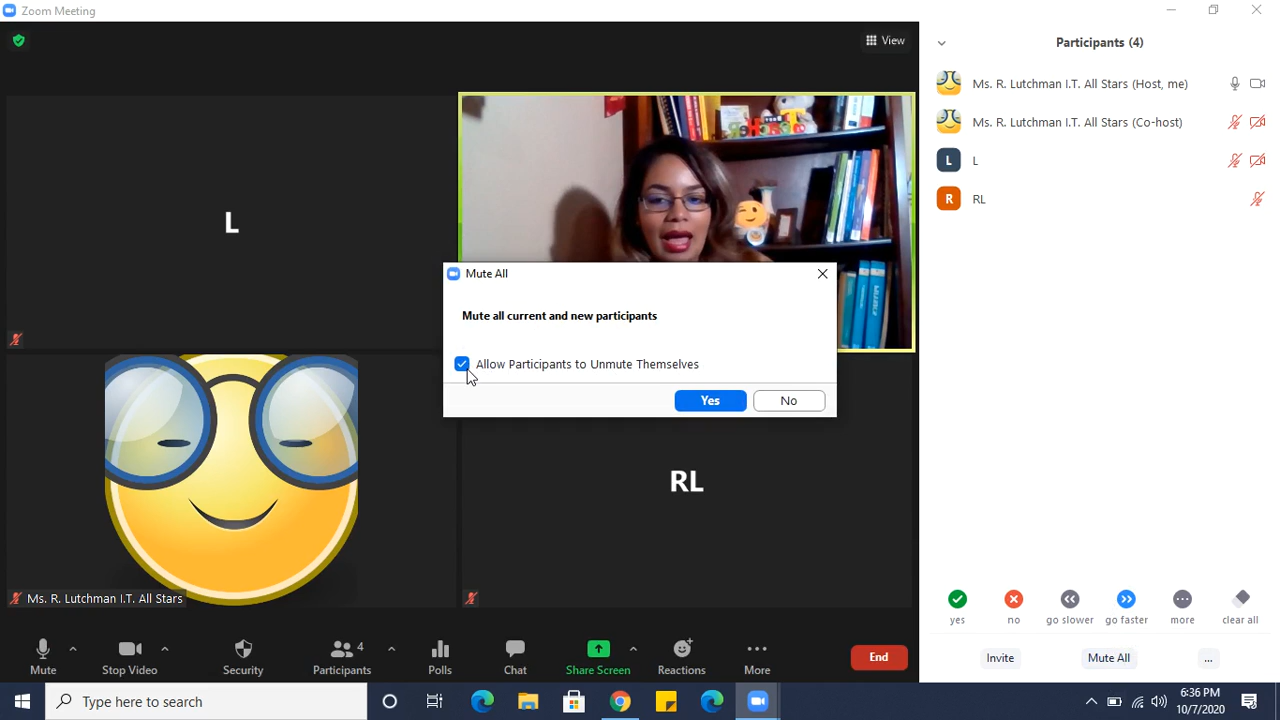 Zoom Meeting
View
L
Ms. R. Lutchman I.T. All Stars
RL
Mute All
Mute all current and new participants
Allow Participants to Unmute Themselves
Yes
No
Participants (4)
Ms. R. Lutchman I.T. All Stars (Host, me)
Ms. R. Lutchman I.T. All Stars (Co-host)
L
L
R
RL
yes
no
go slower
go faster
more
clear all
Invite
Mute All
...
Mute
Stop Video
Security
4
Participants
Polls
Chat
Share Screen
Reactions
More
End
Type here to search
6:36 PM
10/7/2020